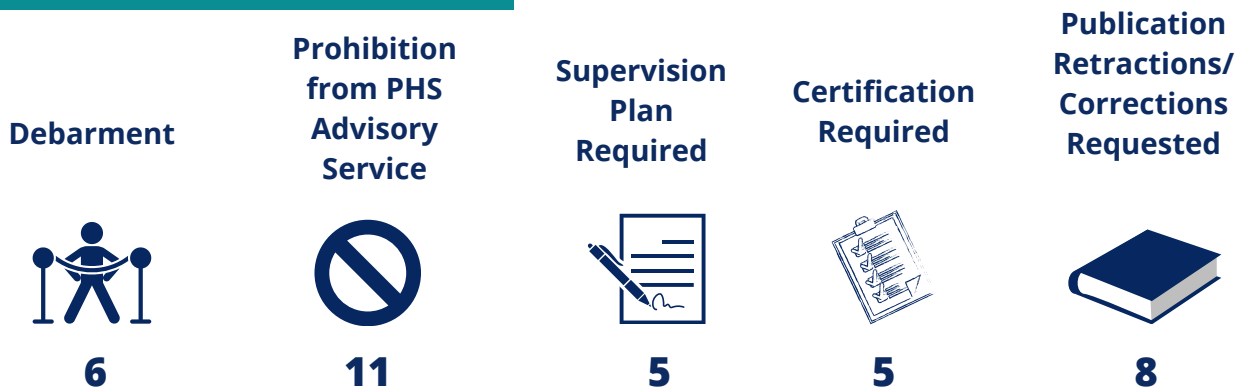 Debarment
Prohibition
from PHS
Advisory
Service
Supervision
Plan
Required
Certification
Required
Publication
Retractions/
Corrections
Requested
6
11
5
5
8